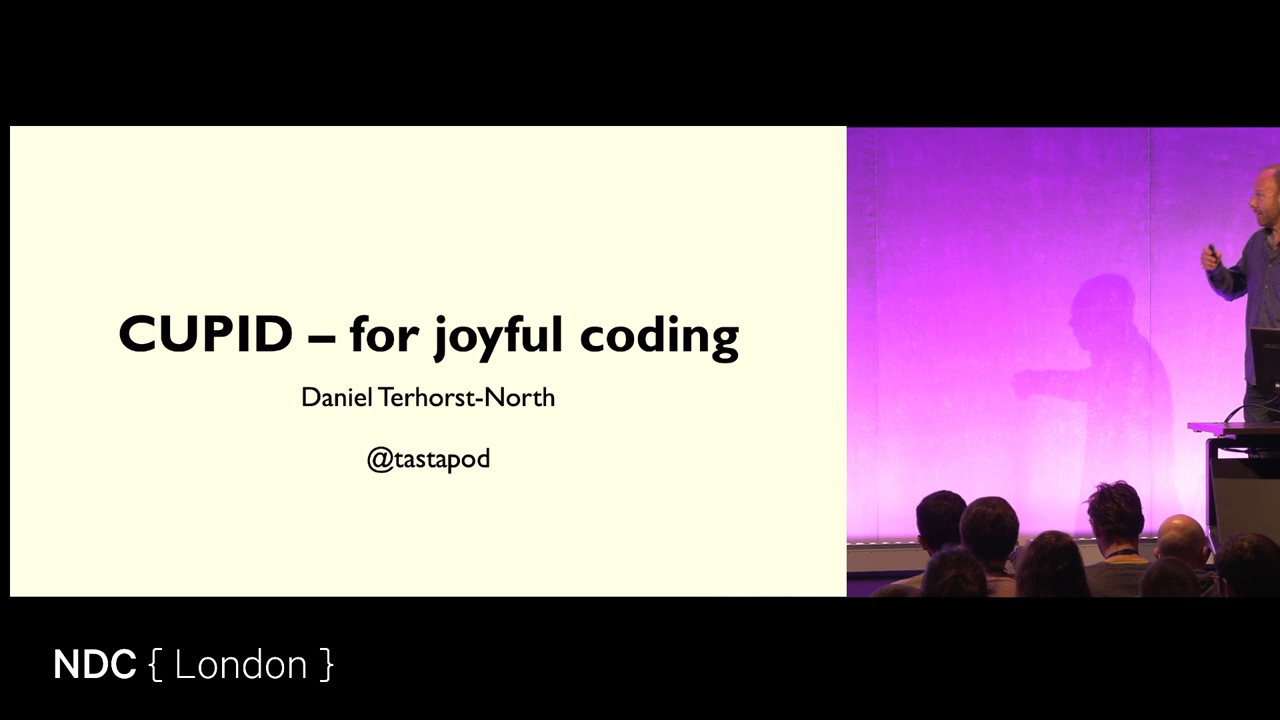 CUPID – for joyful coding
Daniel Terhorst-North
@tastapod
NDC { London }